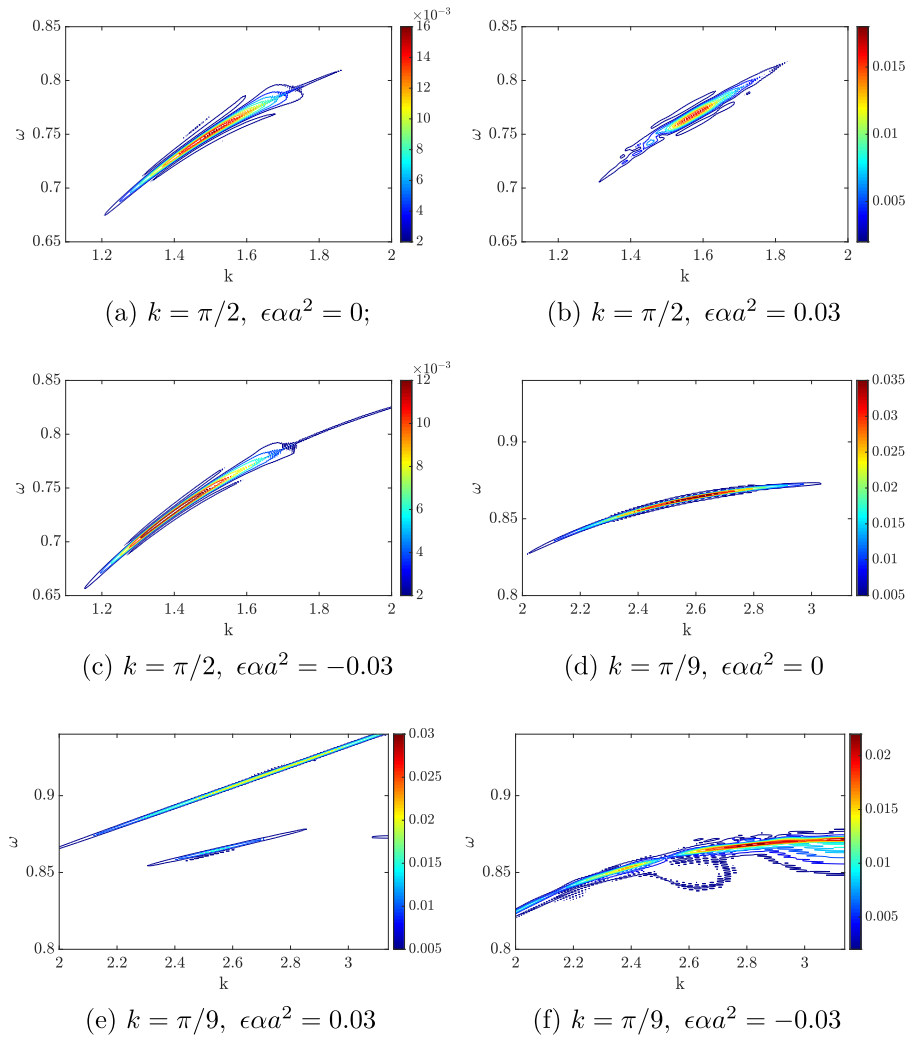 ×10⁻³
0.85 0.8 0.75 0.7 0.65
ω
1.2 1.4 1.6 1.8 2
k
16 14 12 10 8 6 4 2
(a) k = π/2, ϵαa² = 0;
0.85 0.8 0.75 0.7 0.65
ω
1.2 1.4 1.6 1.8 2
k
0.015 0.01 0.005
(b) k = π/2, ϵαa² = 0.03
×10⁻³
0.85 0.8 0.75 0.7 0.65
ω
1.2 1.4 1.6 1.8 2
k
12 10 8 6 4 2
(c) k = π/2, ϵαa² = −0.03
0.9 0.85 0.8
ω
2 2.2 2.4 2.6 2.8 3
k
0.035 0.03 0.025 0.02 0.015 0.01 0.005
(d) k = π/9, ϵαa² = 0
0.9 0.85 0.8
ω
2 2.2 2.4 2.6 2.8 3
k
0.03 0.025 0.02 0.015 0.01 0.005
(e) k = π/9, ϵαa² = 0.03
0.9 0.85 0.8
ω
2 2.2 2.4 2.6 2.8 3
k
0.02 0.015 0.01 0.005
(f) k = π/9, ϵαa² = −0.03